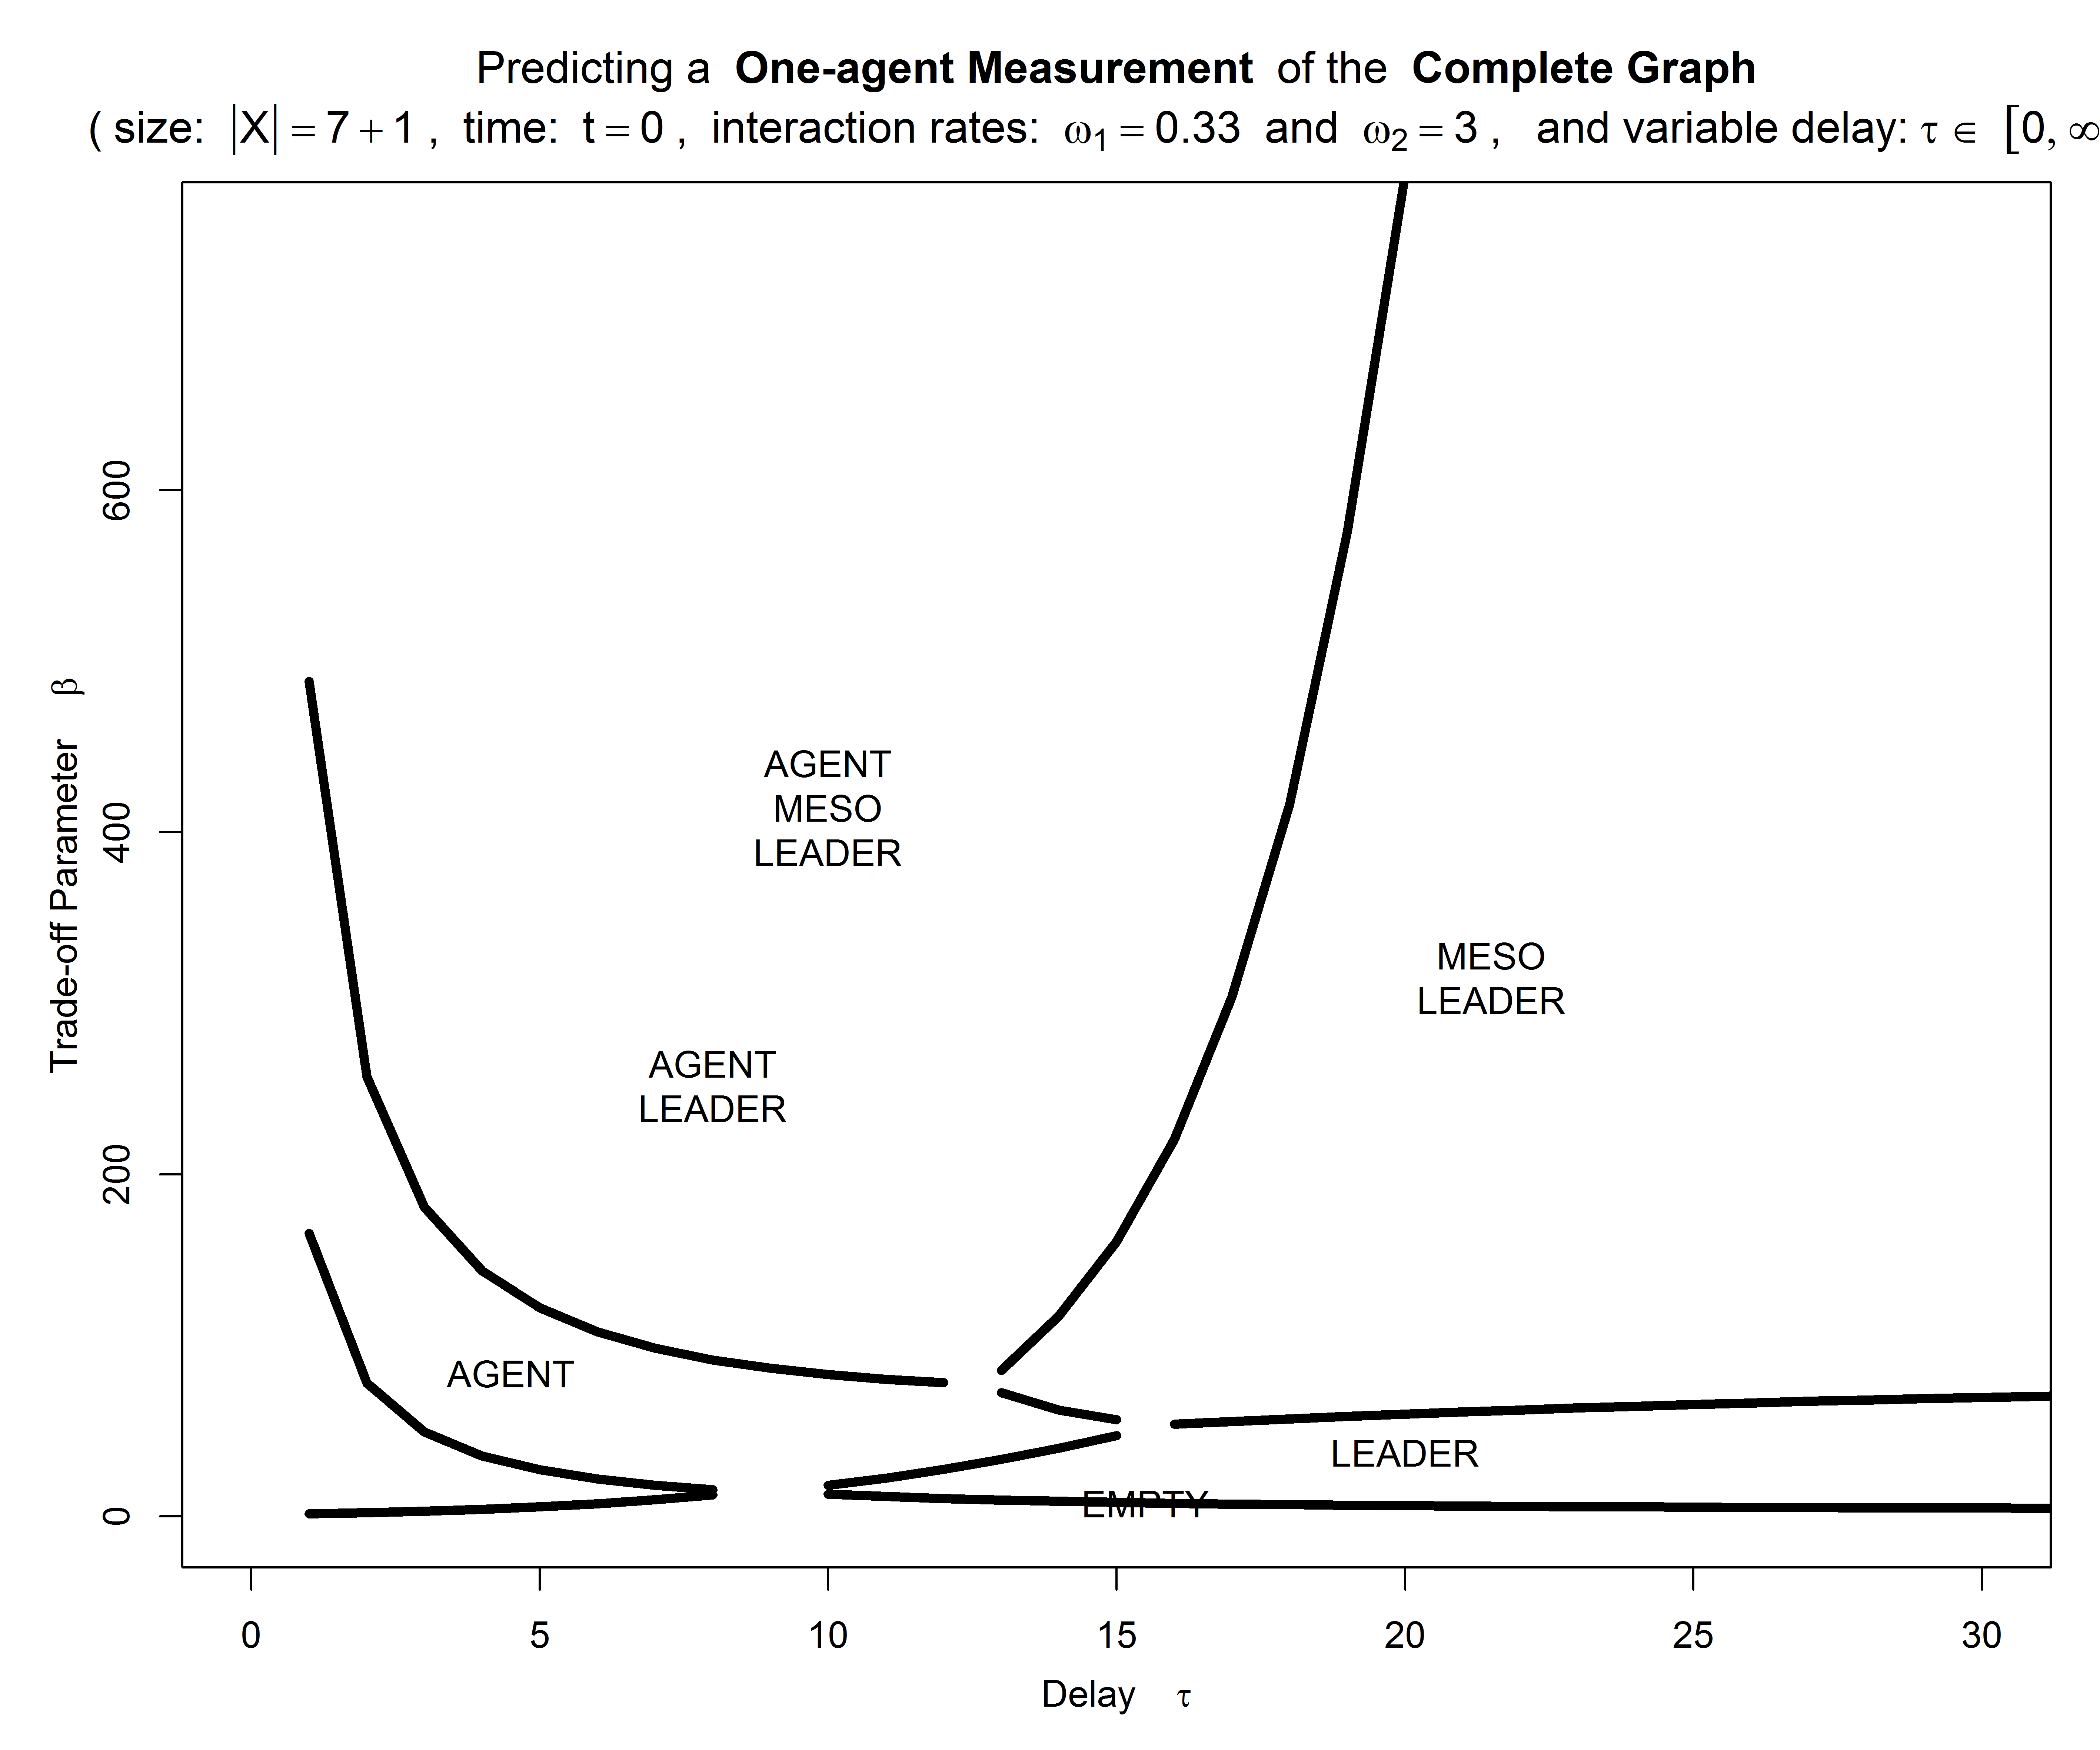 Predicting a One-agent Measurement of the Complete Graph
( size: |X| = 7 + 1 , time: t = 0 , interaction rates: ω1 = 0.33 and ω2 = 3 , and variable delay: τ ∈ [0, ∞
600
400
200
0
Trade-off Parameter β
AGENT
MESO
LEADER
MESO
LEADER
AGENT
LEADER
AGENT
LEADER
EMPTY
0 5 10 15 20 25 30
Delay τ